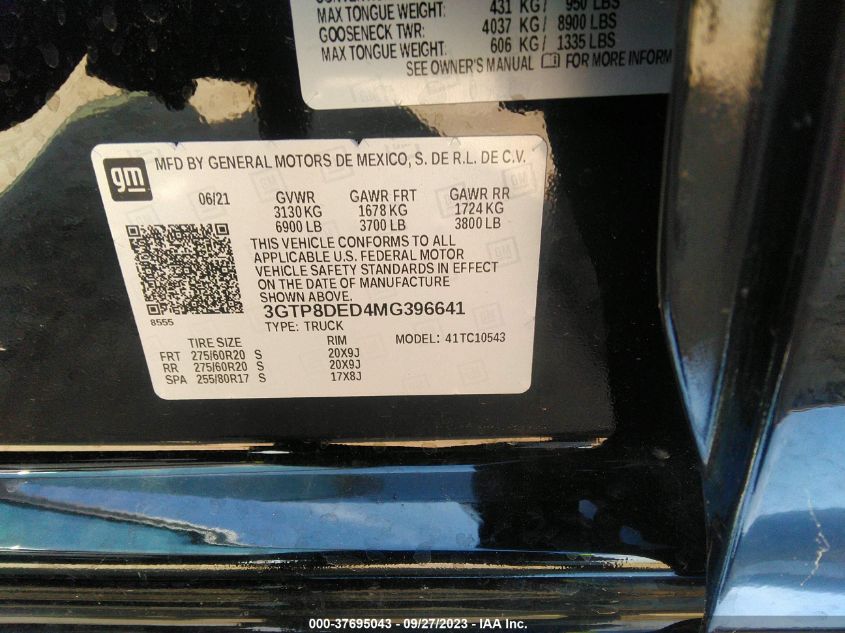 MAX TONGUE WEIGHT: 431 KG/ 950 LBS
GOOSENECK TWR: 4037 KG/ 8900 LBS
MAX TONGUE WEIGHT: 606 KG/ 1335 LBS
SEE OWNER'S MANUAL FOR MORE INFORM
gm
MFD BY GENERAL MOTORS DE MEXICO, S. DE R.L. DE C.V.
06/21 GVWR GAWR FRT GAWR RR
3130 KG 1678 KG 1724 KG
6900 LB 3700 LB 3800 LB
THIS VEHICLE CONFORMS TO ALL
APPLICABLE U.S. FEDERAL MOTOR
VEHICLE SAFETY STANDARDS IN EFFECT
ON THE DATE OF MANUFACTURE
SHOWN ABOVE.
8555
3GTP8DED4MG396641
TYPE: TRUCK
TIRE SIZE RIM MODEL: 41TC10543
FRT 275/60R20 S 20X9J
RR 275/60R20 S 20X9J
SPA 255/80R17 S 17X8J
000-37695043 - 09/27/2023 - IAA Inc.